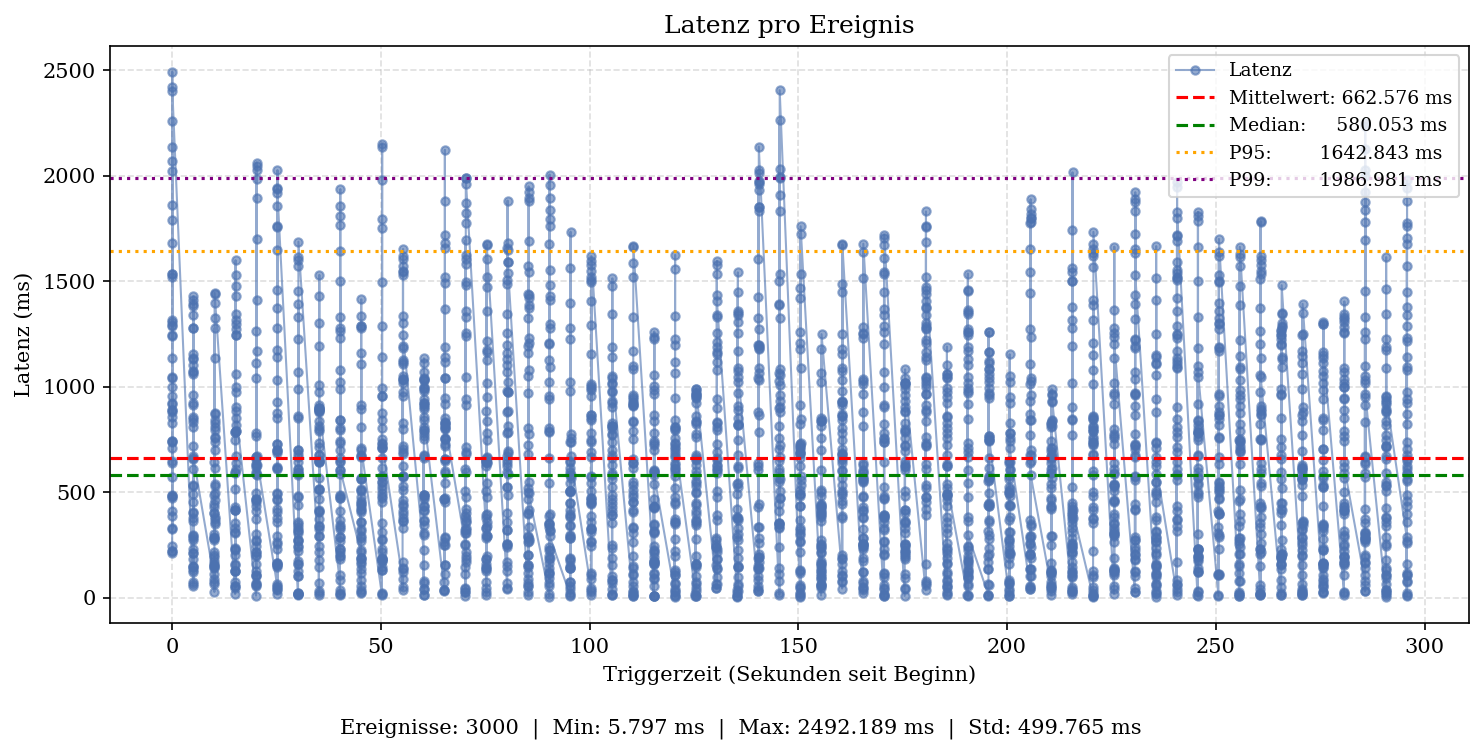 Latenz pro Ereignis
Latenz (ms)
2500
2000
1500
1000
500
0
Latenz
Mittelwert: 662.576 ms
Median: 580.053 ms
P95: 1642.843 ms
P99: 1986.981 ms
0 50 100 150 200 250 300
Triggerzeit (Sekunden seit Beginn)
Ereignisse: 3000 | Min: 5.797 ms | Max: 2492.189 ms | Std: 499.765 ms